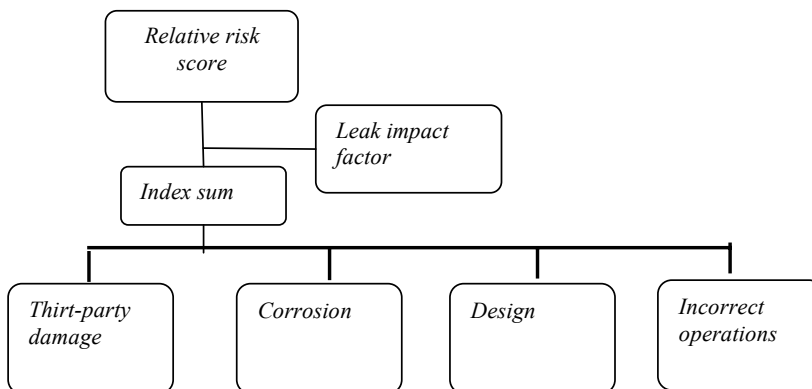 Relative risk
score
Leak impact
factor
Index sum
Thirt-party
damage
Corrosion
Design
Incorrect
operations